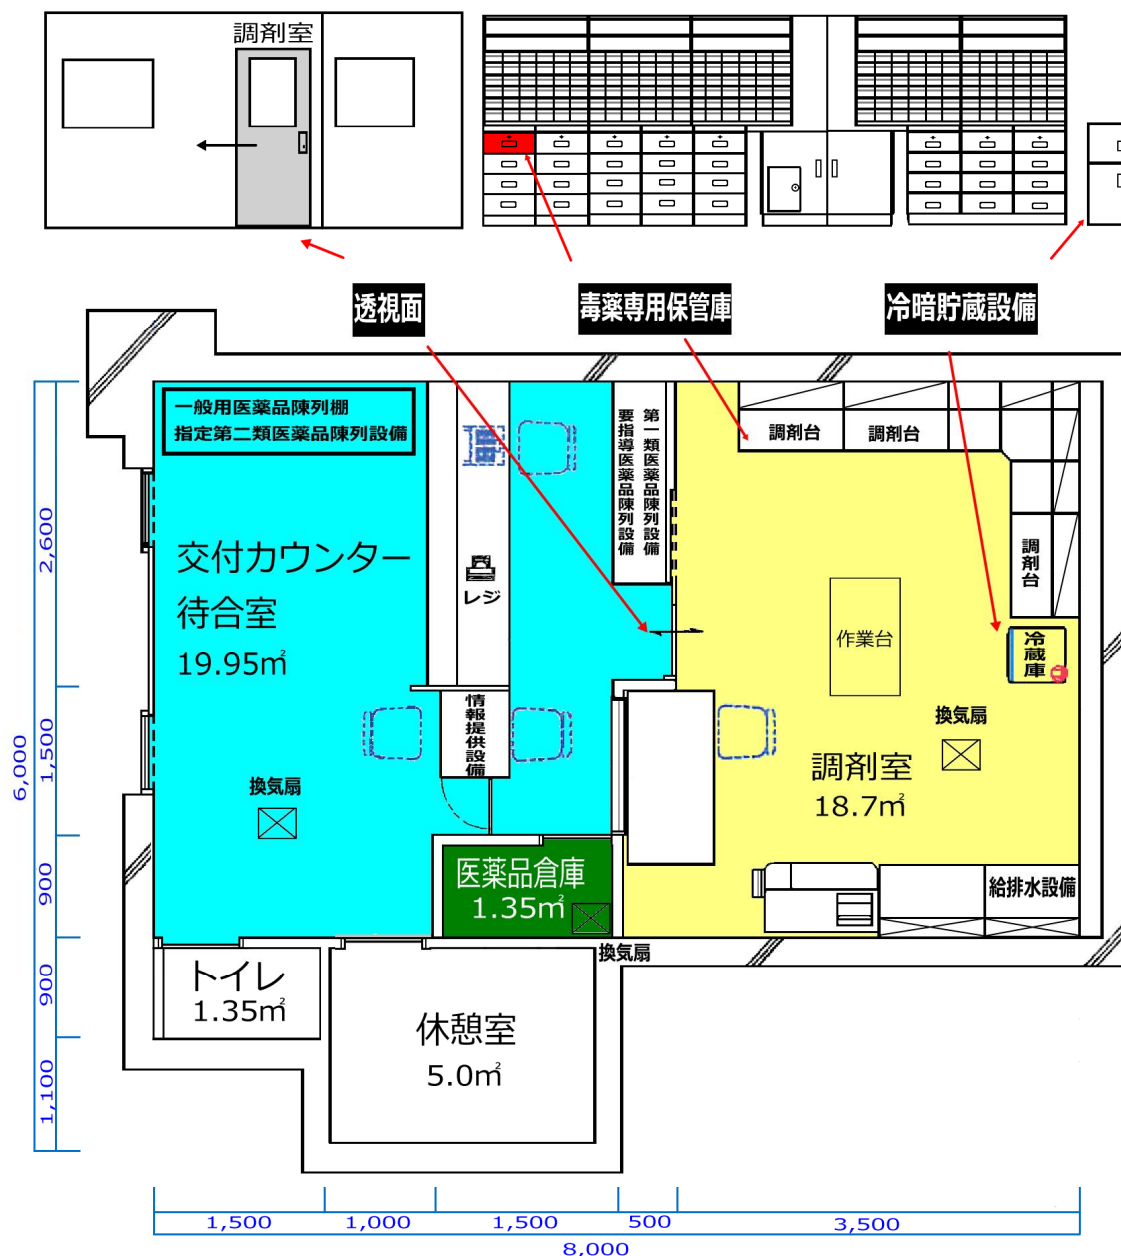 調剤室
透視面
毒薬専用保管庫
冷暗貯蔵設備
一般用医薬品陳列棚
指定第二類医薬品陳列設備
第一類医薬品陳列設備
要指導医薬品陳列設備
調剤台
調剤台
調剤台
交付カウンター
待合室
19.95㎡
レジ
情報提供設備
作業台
冷蔵庫
換気扇
調剤室
18.7㎡
換気扇
医薬品倉庫
1.35㎡
給排水設備
換気扇
トイレ
1.35㎡
休憩室
5.0㎡
2,600
1,500
900
900
1,100
6,000
1,500
1,000
1,500
500
3,500
8,000